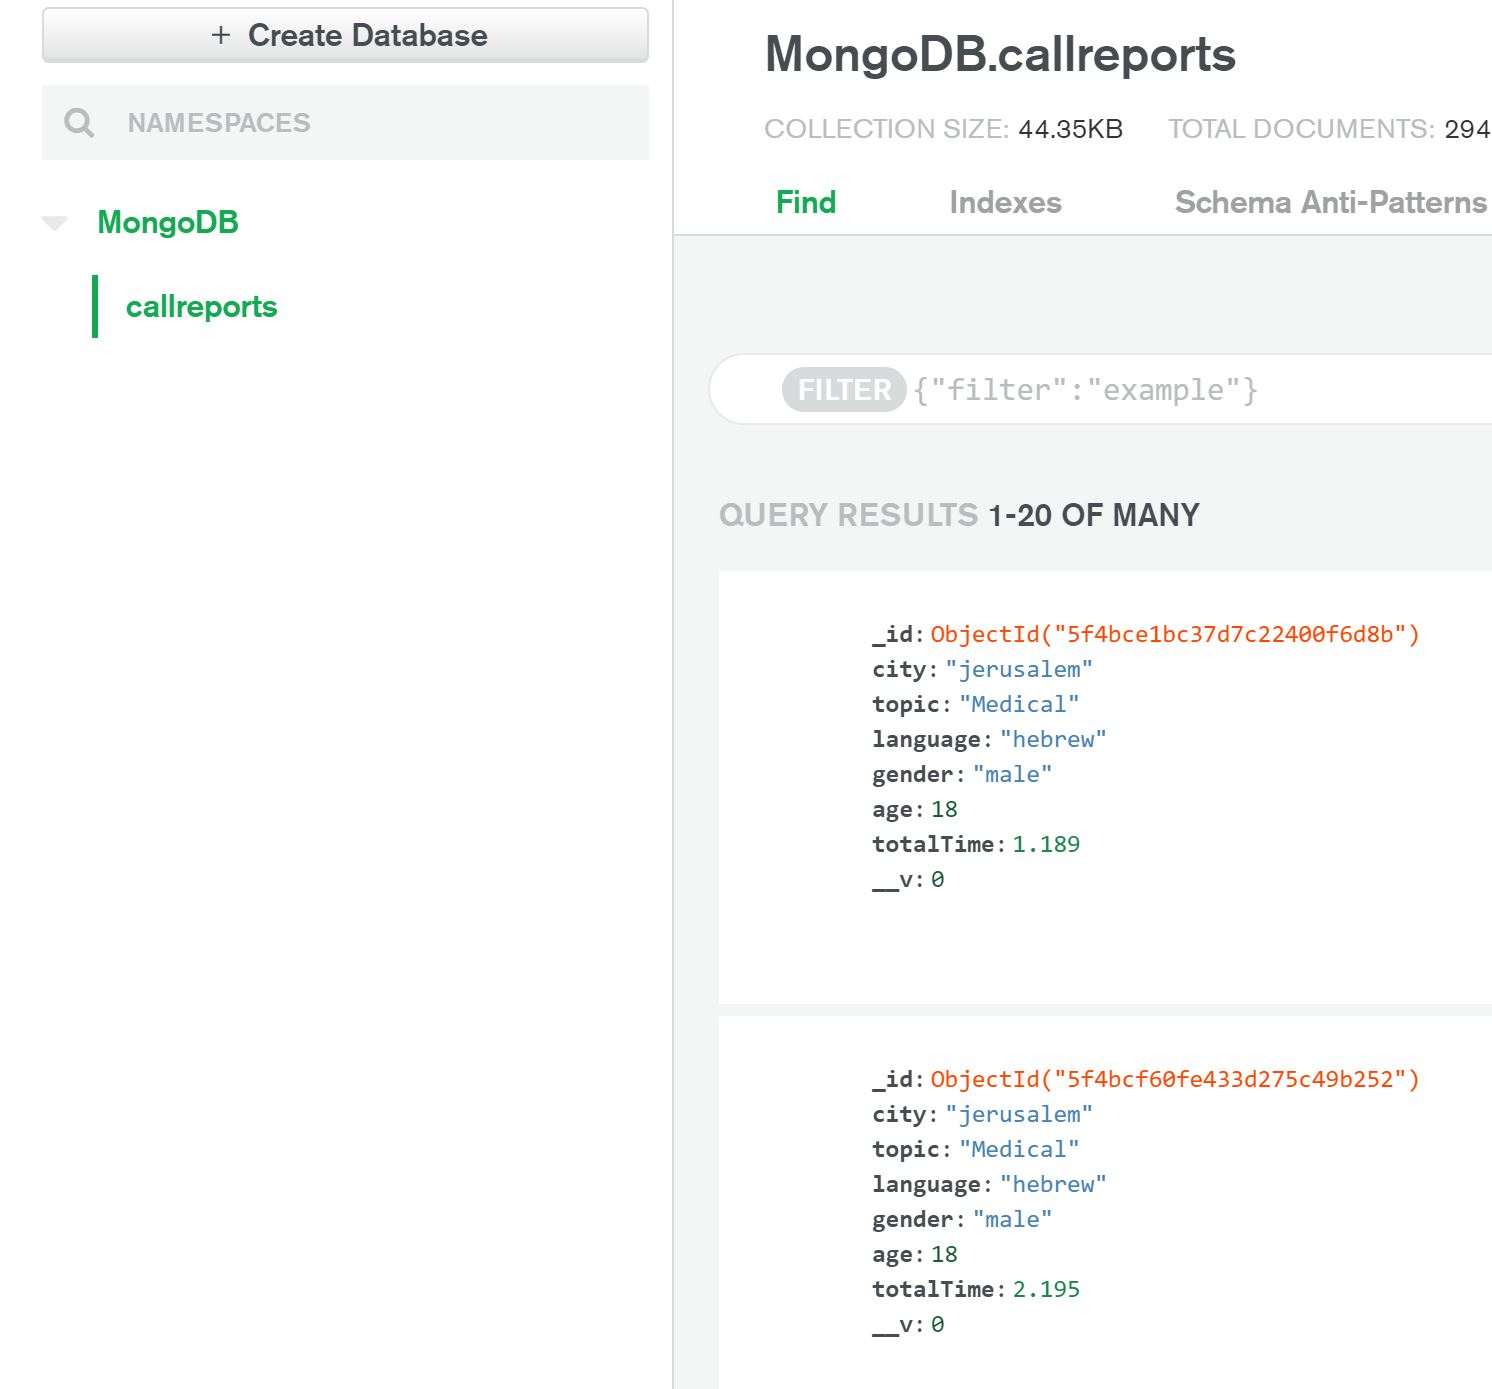 + Create Database
NAMESPACES
MongoDB
callreports
MongoDB.callreports
COLLECTION SIZE: 44.35KB TOTAL DOCUMENTS: 294
Find Indexes Schema Anti-Patterns
FILTER {"filter":"example"}
QUERY RESULTS 1-20 OF MANY
_id: ObjectId("5f4bce1bc37d7c22400f6d8b")
city: "jerusalem"
topic: "Medical"
language: "hebrew"
gender: "male"
age: 18
totalTime: 1.189
__v: 0
_id: ObjectId("5f4bcf60fe433d275c49b252")
city: "jerusalem"
topic: "Medical"
language: "hebrew"
gender: "male"
age: 18
totalTime: 2.195
__v: 0